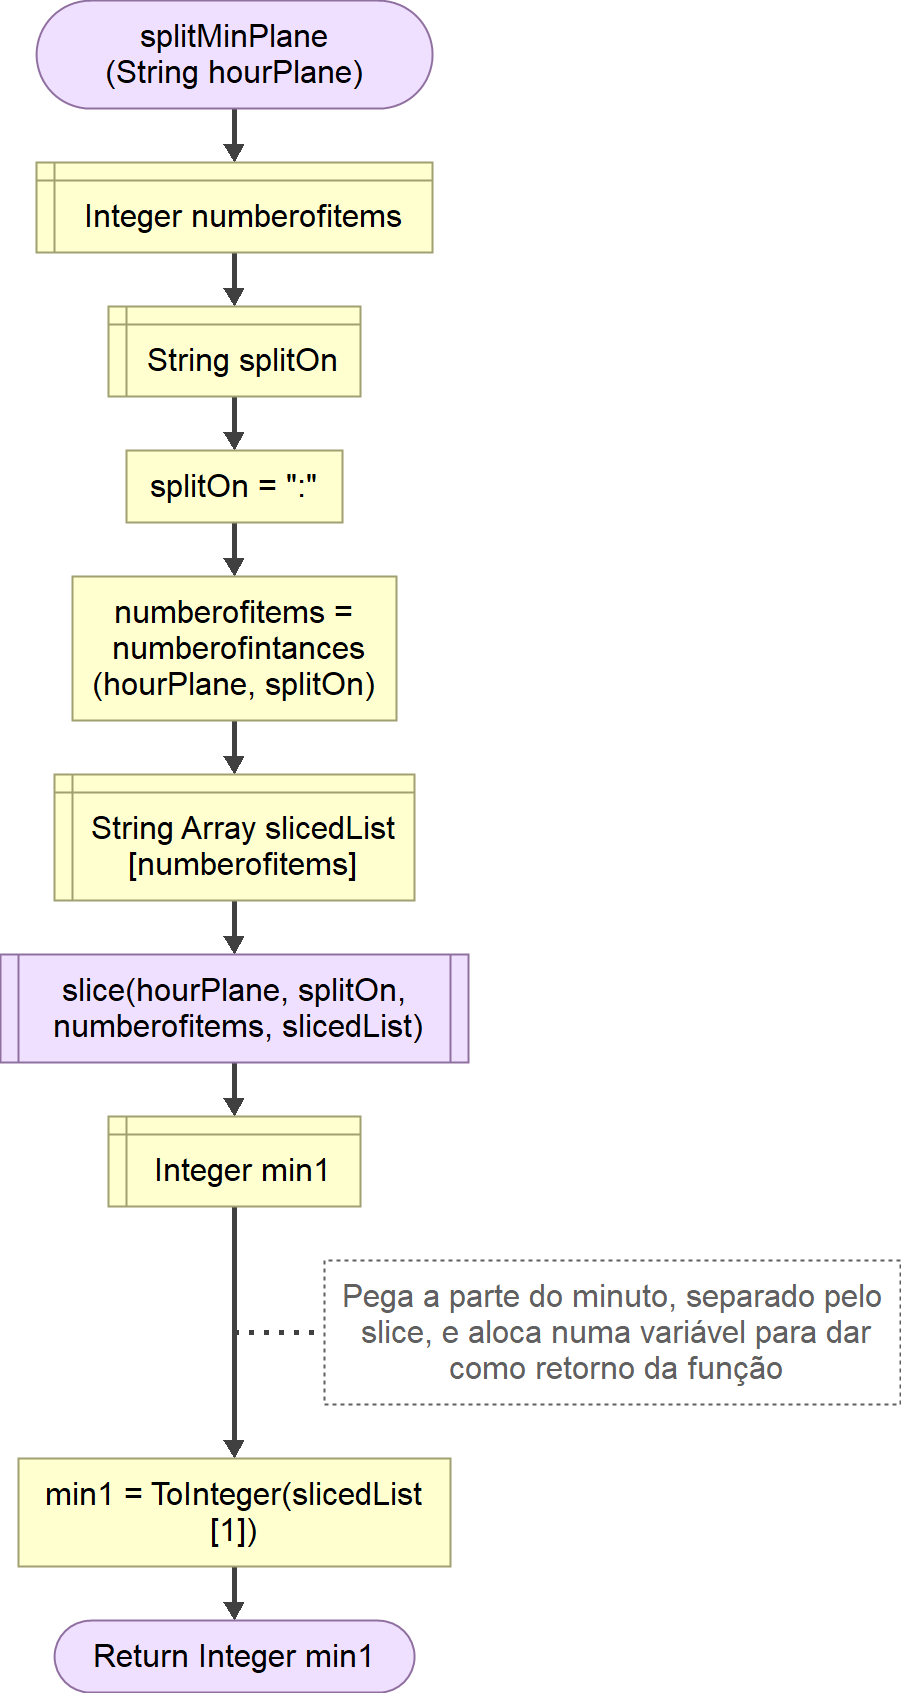 splitMinPlane
(String hourPlane)
Integer numberofitems
String splitOn
splitOn = ":"
numberofitems =
numberofintances
(hourPlane, splitOn)
String Array slicedList
[numberofitems]
slice(hourPlane, splitOn,
numberofitems, slicedList)
Integer min1
Pega a parte do minuto, separado pelo
slice, e aloca numa variável para dar
como retorno da função
min1 = ToInteger(slicedList
[1])
Return Integer min1